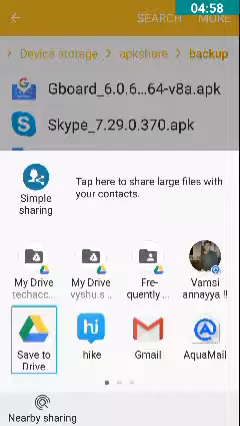 04:58
← SEARCH MORE
> Device storage > apkshare > backup
Gboard_6.0.6...64-v8a.apk
Skype_7.29.0.370.apk
Simple
sharing
Tap here to share large files with
your contacts.
My Drive
techacc...
My Drive
vyshu s ...
Fre-
quently ...
Vamsi
annayya !!
Save to
Drive
hi
hike
Gmail
AquaMail
Nearby sharing